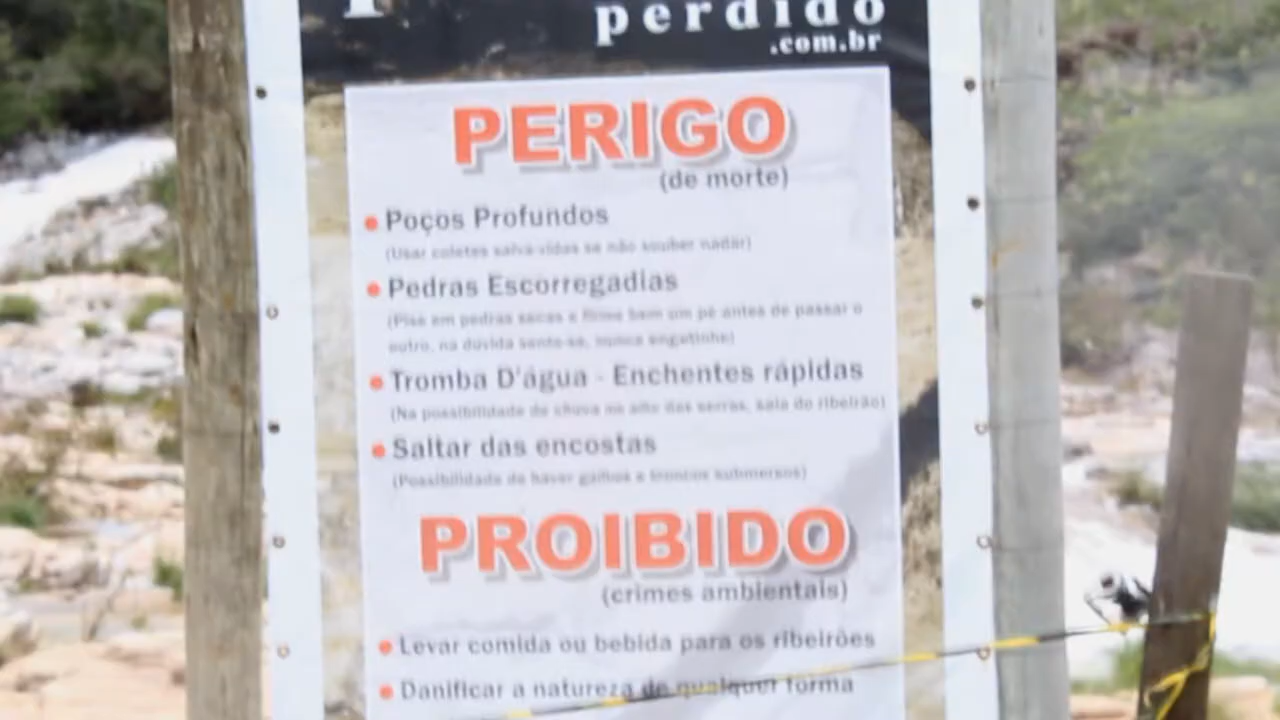 perdido
.com.br
PERIGO
(de morte)
Poços Profundos
(Usar coletes salva-vidas se não souber nadar)
Pedras Escorregadias
(Pise em pedras secas e firme bem um pé antes de passar o
outro, na dúvida sente-se, nunca engatinhe)
Tromba D'água - Enchentes rápidas
(Na possibilidade de chuva no alto das serras, saia do ribeirão)
Saltar das encostas
(Possibilidade de haver galhos e troncos submersos)
PROIBIDO
(crimes ambientais)
Levar comida ou bebida para os ribeirões
Danificar a natureza de qualquer forma